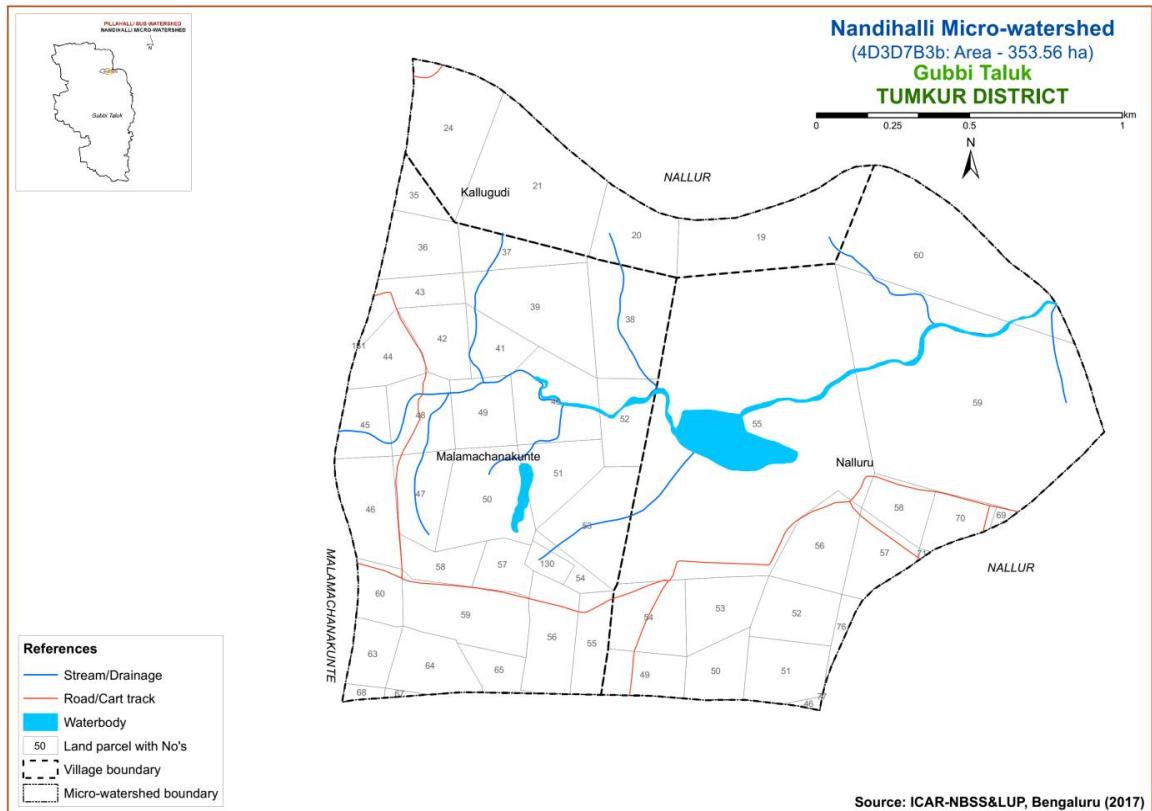 PILLAHALLI SUB-WATERSHED
NANDIHALLI MICRO-WATERSHED
N
Gubbi Taluk
Nandihalli Micro-watershed
(4D3D7B3b: Area - 353.56 ha)
Gubbi Taluk
TUMKUR DISTRICT
km
0 0.25 0.5 1
N
24
21
NALLUR
Kallugudi
35
20
19
36
37
60
43
39
38
42
41
44
59
45
48
49
52
55
Malamachanakunte
51
Nalluru
46
47
50
53
58
70
69
56
57
71
NALLUR
58
57
130
54
MALAMACHANAKUNTE
60
59
54
53
52
76
56
55
63
64
65
49
50
51
68
67
46
References
Stream/Drainage
Road/Cart track
Waterbody
50 Land parcel with No's
Village boundary
Micro-watershed boundary
Source: ICAR-NBSS&LUP, Bengaluru (2017)